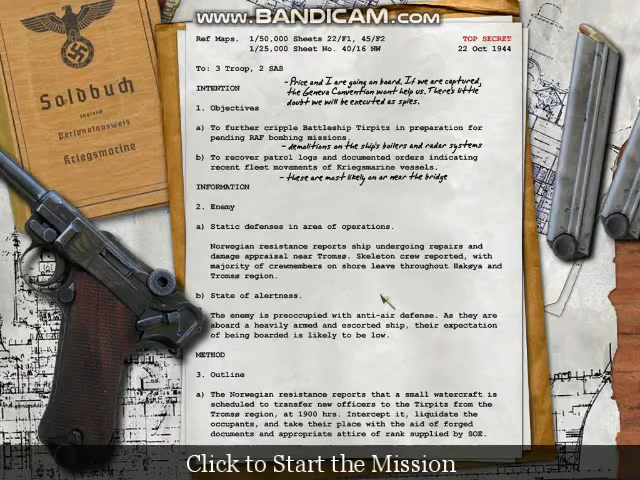 www.BANDICAM.com
Ref Maps. 1/50,000 Sheets 22/F1, 45/F2 TOP SECRET
1/25,000 Sheet No. 40/16 NW 22 Oct 1944
To: 3 Troop, 2 SAS
- Price and I are going on board. If we are captured,
INTENTION
the Geneva Convention wont help us. There's little
doubt we will be executed as spies.
1. Objectives
a) To further cripple Battleship Tirpitz in preparation for
pending RAF bombing missions.
- demolitions on the ship's boilers and radar systems
b) To recover patrol logs and documented orders indicating
recent fleet movements of Kriegsmarine vessels.
- these are most likely on or near the bridge
INFORMATION
2. Enemy
a) Static defenses in area of operations.
Norwegian resistance reports ship undergoing repairs and
damage appraisal near Tromsø. Skeleton crew reported, with
majority of crewmembers on shore leave throughout Hakøya and
Tromsø region.
b) State of alertness.
The enemy is preoccupied with anti-air defense. As they are
aboard a heavily armed and escorted ship, their expectation
of being boarded is likely to be low.
METHOD
3. Outline
a) The Norwegian resistance reports that a small watercraft is
scheduled to transfer new officers to the Tirpitz from the
Tromsø region, at 1900 hrs. Intercept it, liquidate the
occupants, and take their place with the aid of forged
documents and appropriate attire of rank supplied by SOE.
Soldbuch
zugleich
Personalausweis
Kriegsmarine
Click to Start the Mission